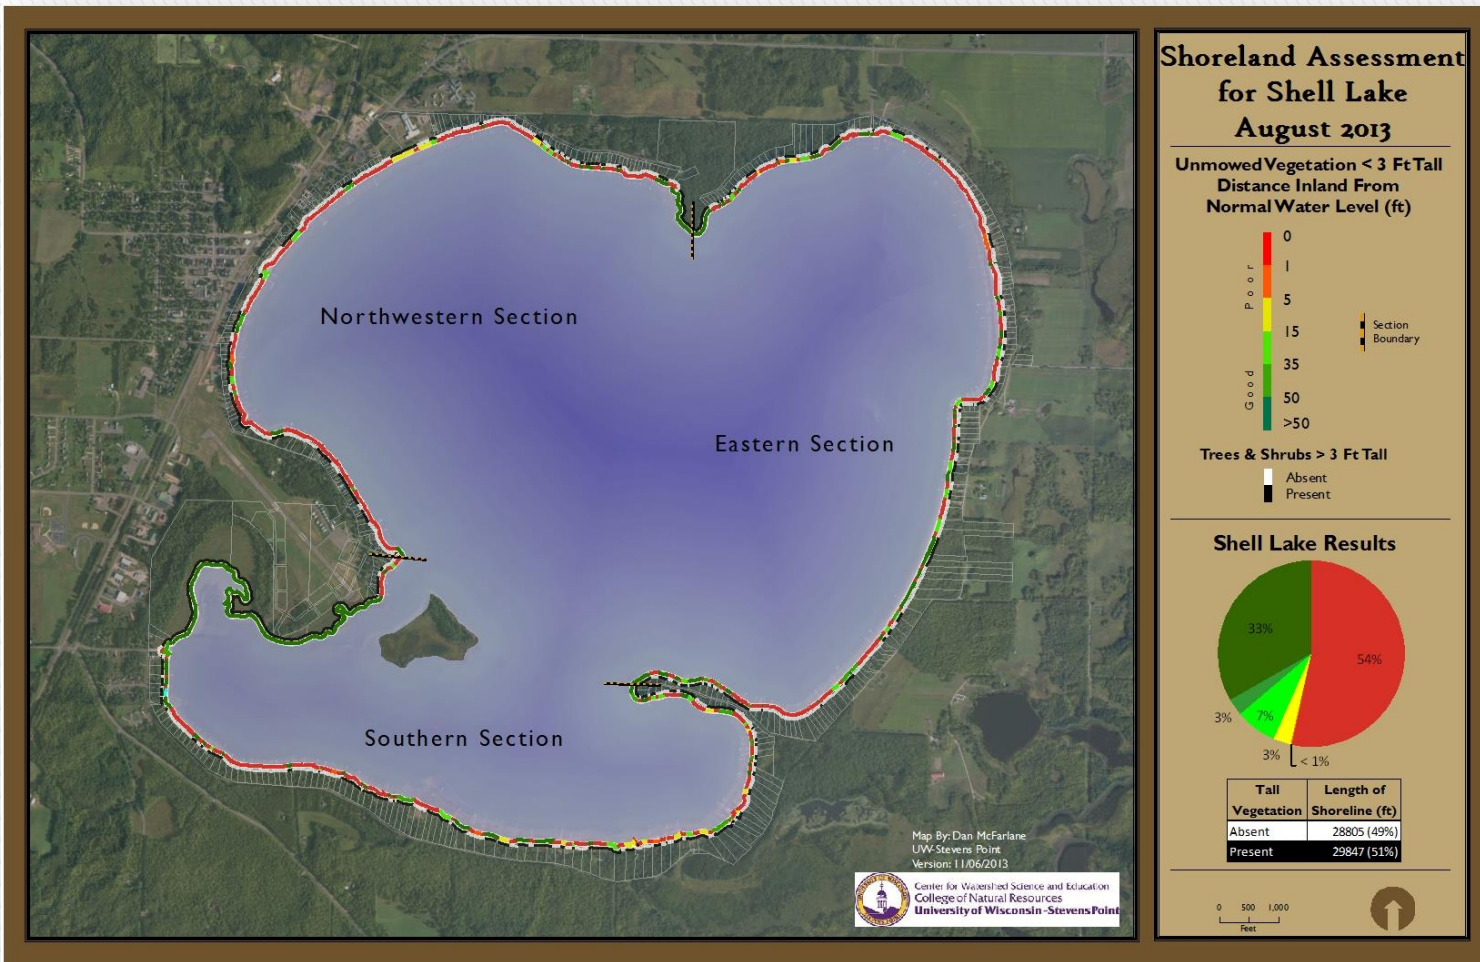 Northwestern Section
Eastern Section
Southern Section
Map By: Dan McFarlane
UW-Stevens Point
Version: 11/06/2013
Center for Watershed Science and Education
College of Natural Resources
University of Wisconsin-Stevens Point
Shoreland Assessment
for Shell Lake
August 2013
Unmowed Vegetation < 3 Ft Tall
Distance Inland From
Normal Water Level (ft)
0
1
5
15
35
50
>50
Poor
Good
Section
Boundary
Trees & Shrubs > 3 Ft Tall
Absent
Present
Shell Lake Results
33%
54%
3%
7%
3%
< 1%
Tall Vegetation Length of Shoreline (ft)
Absent 28805 (49%)
Present 29847 (51%)
0 500 1,000
Feet